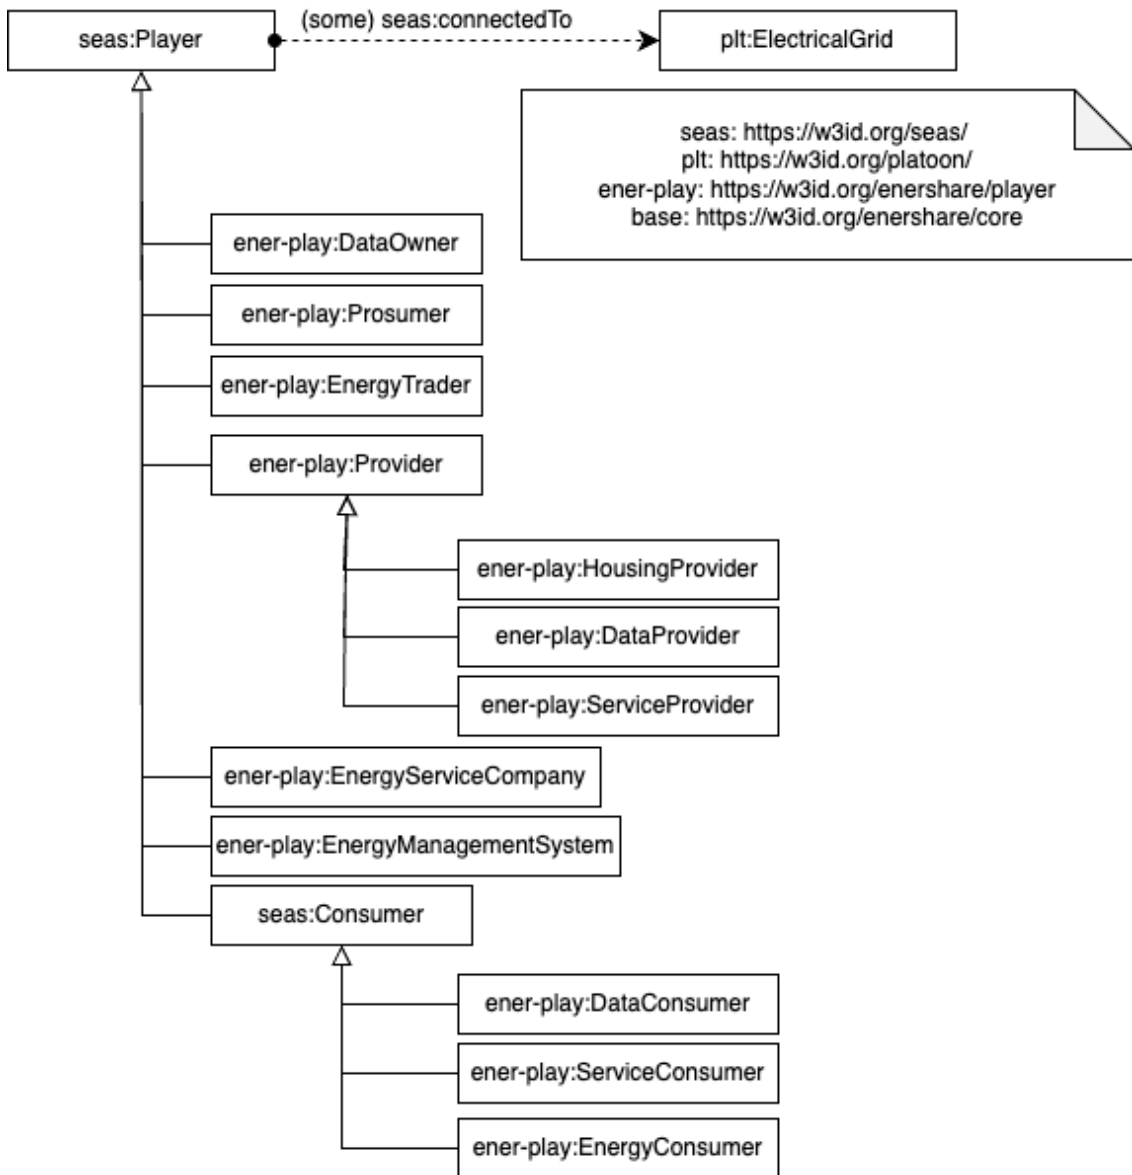 seas:Player
(some) seas:connectedTo
plt:ElectricalGrid
seas: https://w3id.org/seas/
plt: https://w3id.org/platoon/
ener-play: https://w3id.org/enershare/player
base: https://w3id.org/enershare/core
ener-play:DataOwner
ener-play:Prosumer
ener-play:EnergyTrader
ener-play:Provider
ener-play:HousingProvider
ener-play:DataProvider
ener-play:ServiceProvider
ener-play:EnergyServiceCompany
ener-play:EnergyManagementSystem
seas:Consumer
ener-play:DataConsumer
ener-play:ServiceConsumer
ener-play:EnergyConsumer